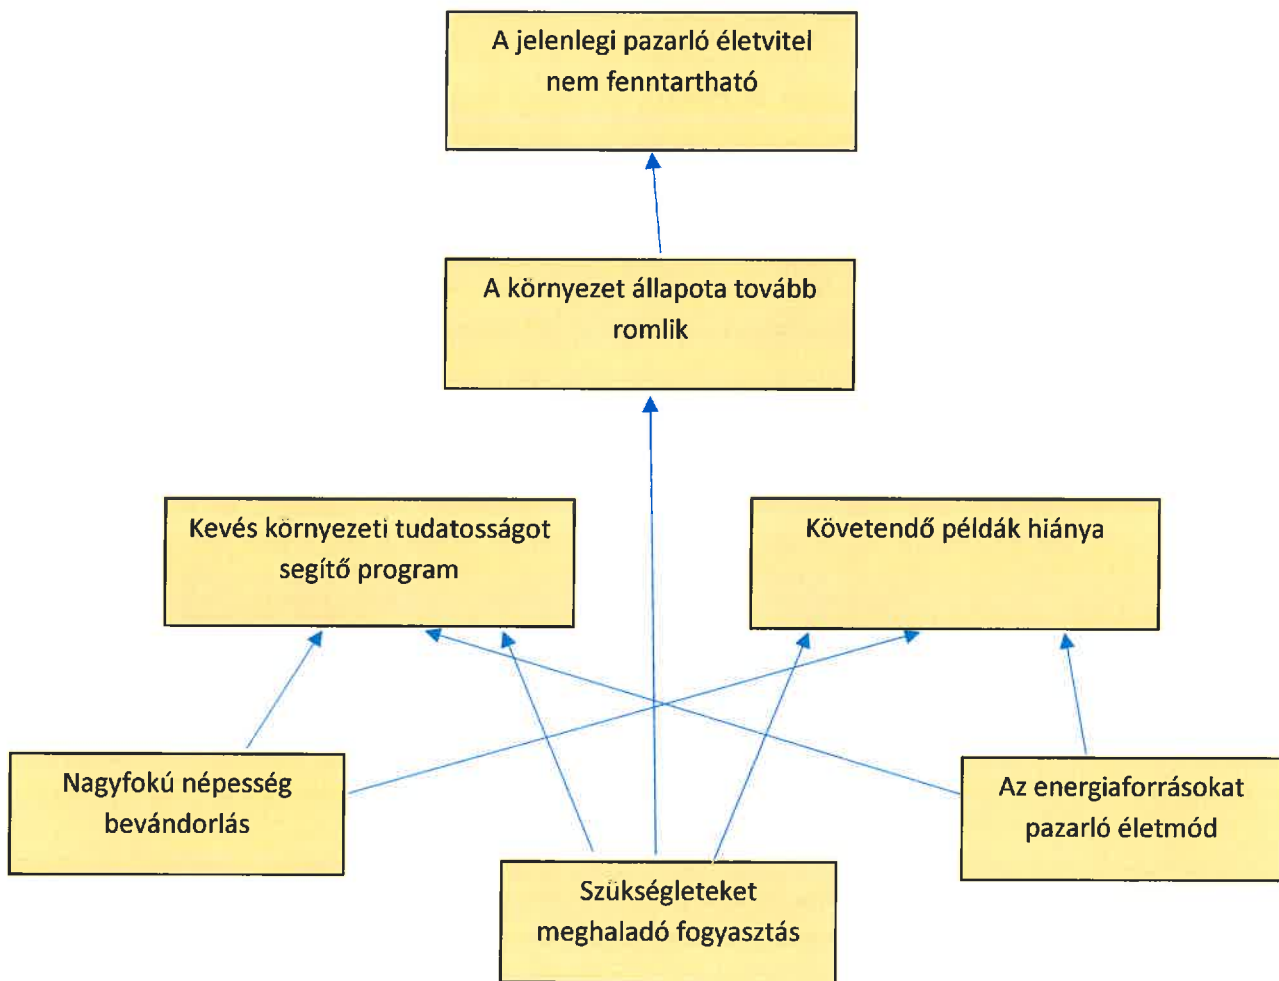 A jelenlegi pazarló életvitel
nem fenntartható
A környezet állapota tovább
romlik
Kevés környezeti tudatosságot
segítő program
Követendő példák hiánya
Nagyfokú népesség
bevándorlás
Az energiaforrásokat
pazarló életmód
Szükségleteket
meghaladó fogyasztás